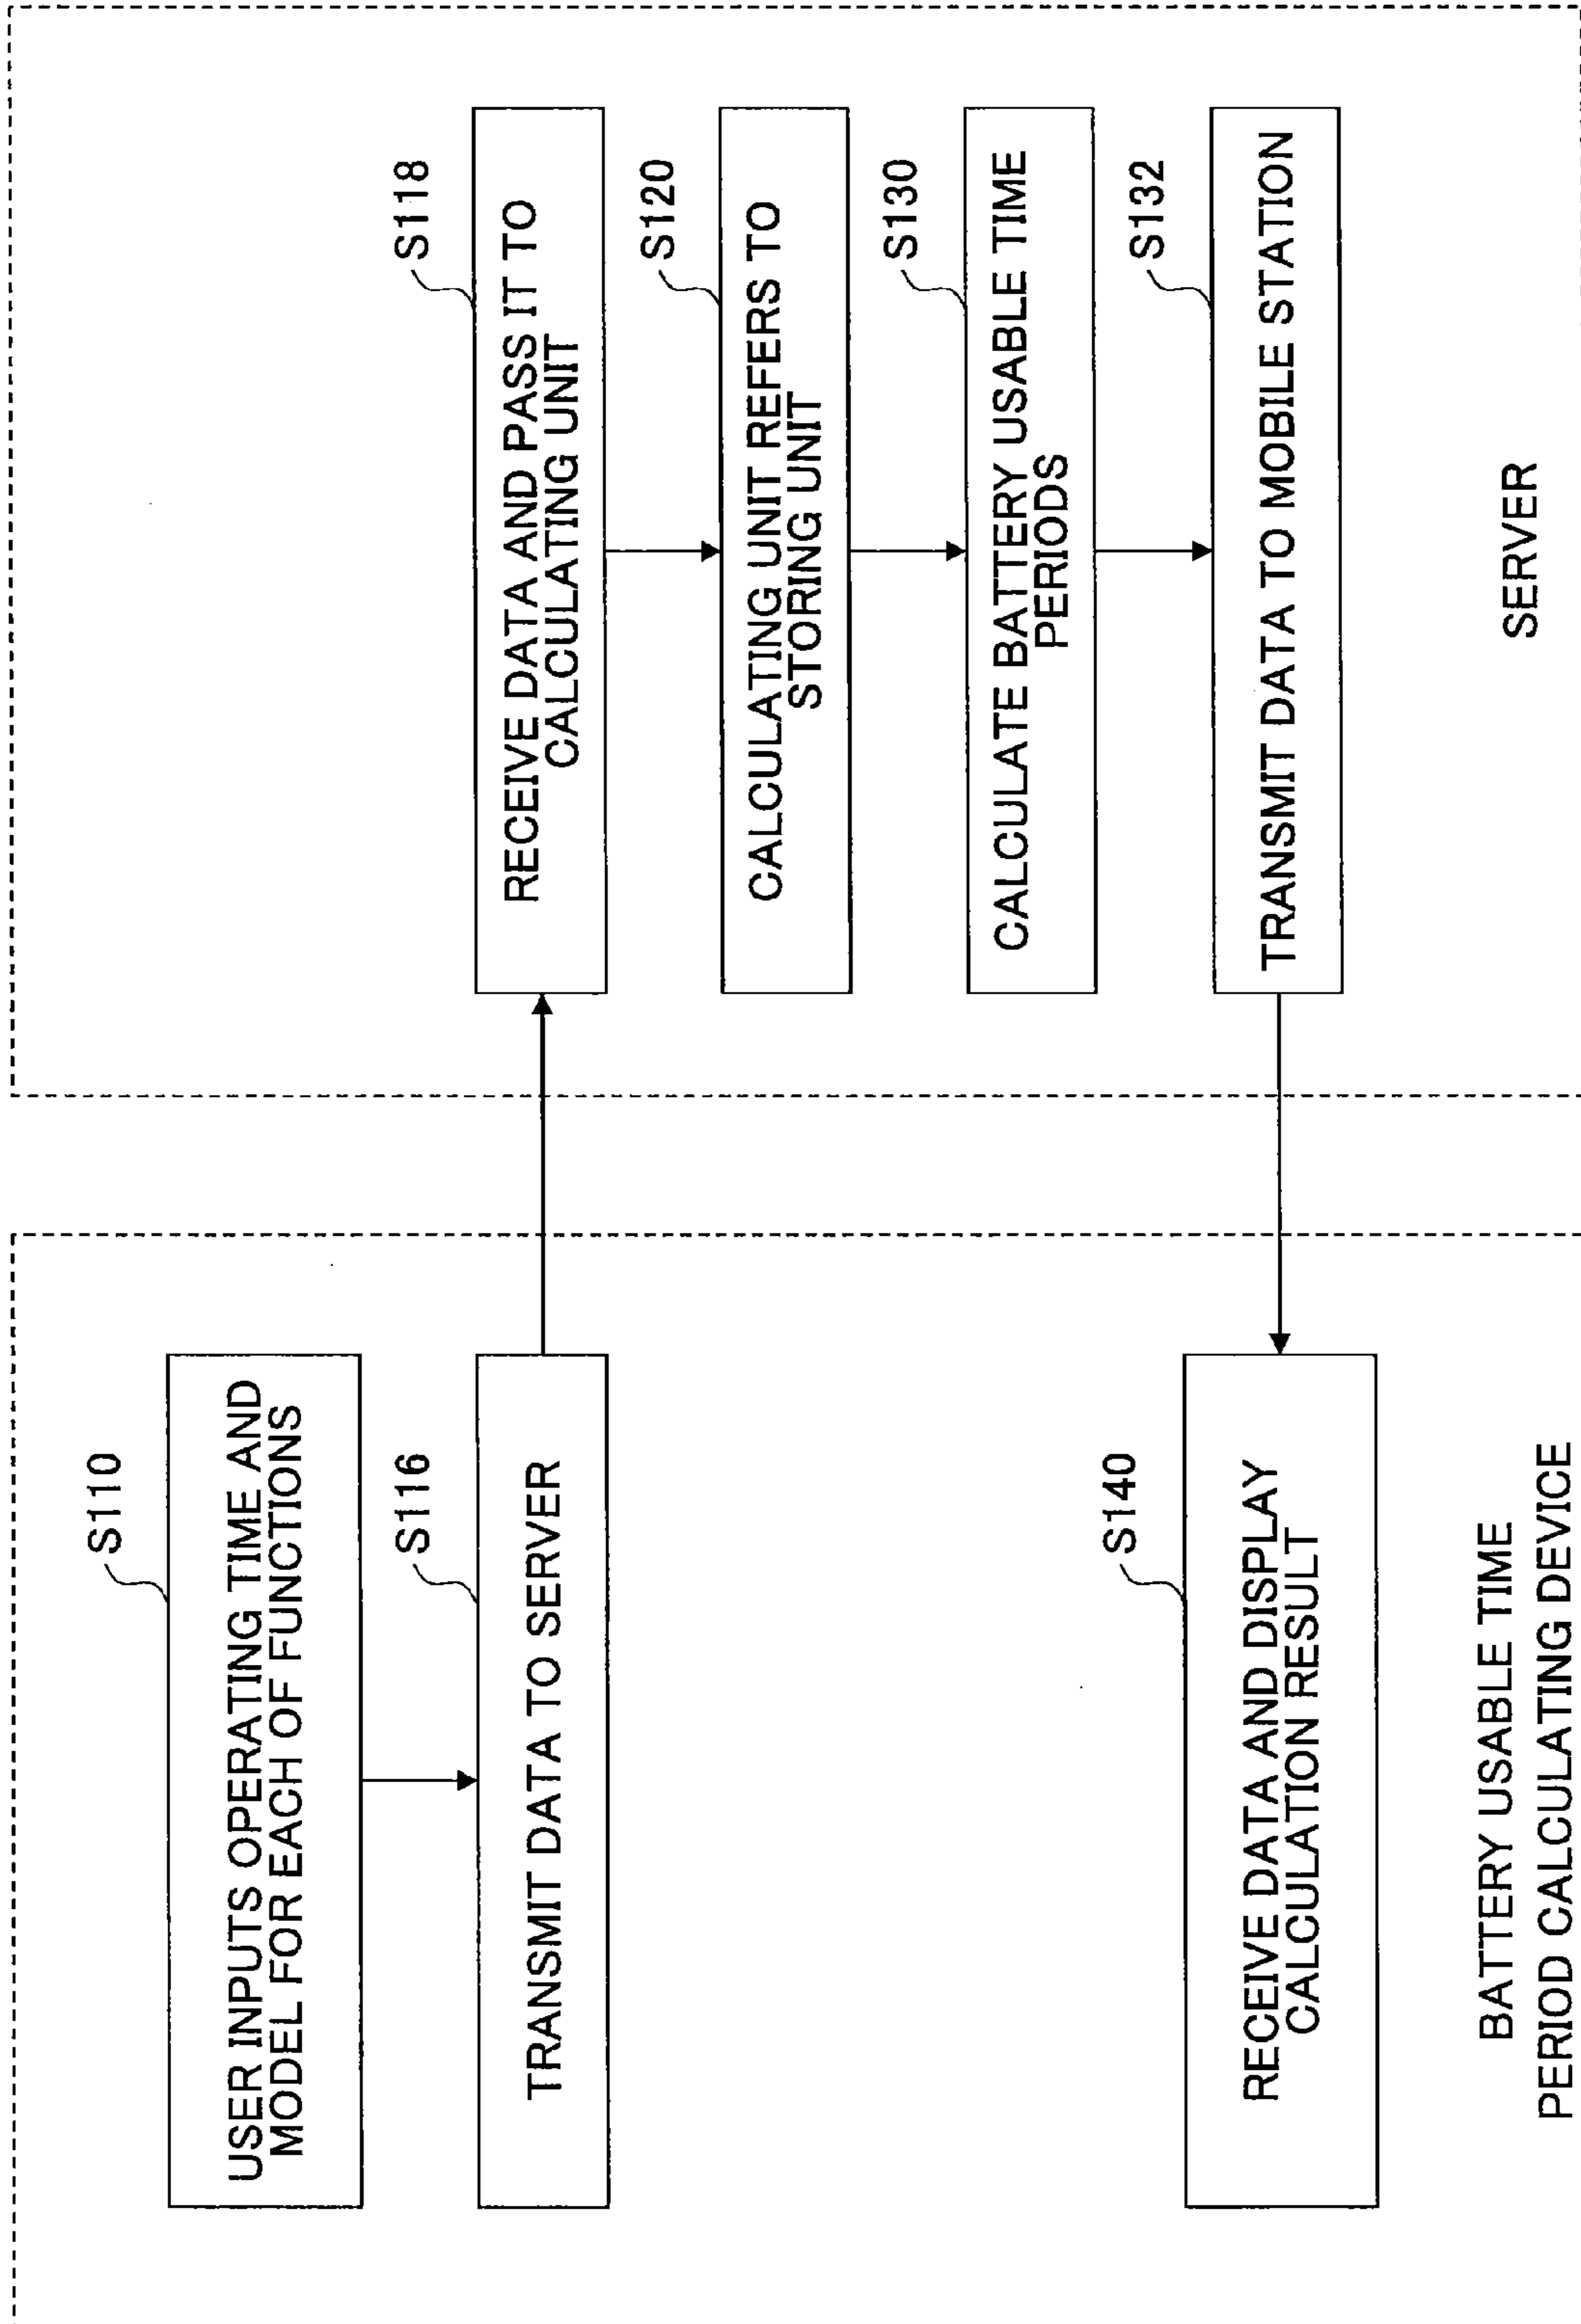 S110
USER INPUTS OPERATING TIME AND
MODEL FOR EACH OF FUNCTIONS
S116
TRANSMIT DATA TO SERVER
S118
RECEIVE DATA AND PASS IT TO
CALCULATING UNIT
S120
CALCULATING UNIT REFERS TO
STORING UNIT
S130
CALCULATE BATTERY USABLE TIME
PERIODS
S132
TRANSMIT DATA TO MOBILE STATION
S140
RECEIVE DATA AND DISPLAY
CALCULATION RESULT
BATTERY USABLE TIME
PERIOD CALCULATING DEVICE
SERVER